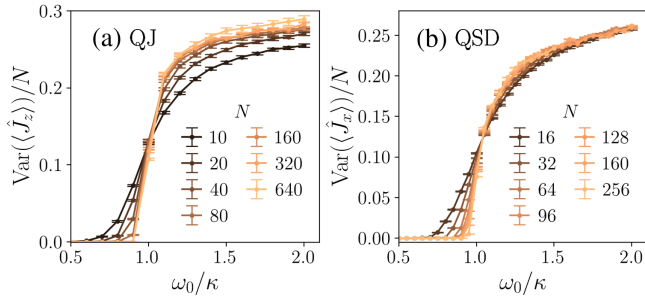 (a) QJ
Var(⟨Ĵz⟩)/N
0.3
0.2
0.1
0.0
N
10 160
20 320
40 640
80
0.5 1.0 1.5 2.0
ω0/κ
(b) QSD
Var(⟨Ĵx⟩)/N
0.25
0.20
0.15
0.10
0.05
0.00
N
16 128
32 160
64 256
96
0.5 1.0 1.5 2.0
ω0/κ